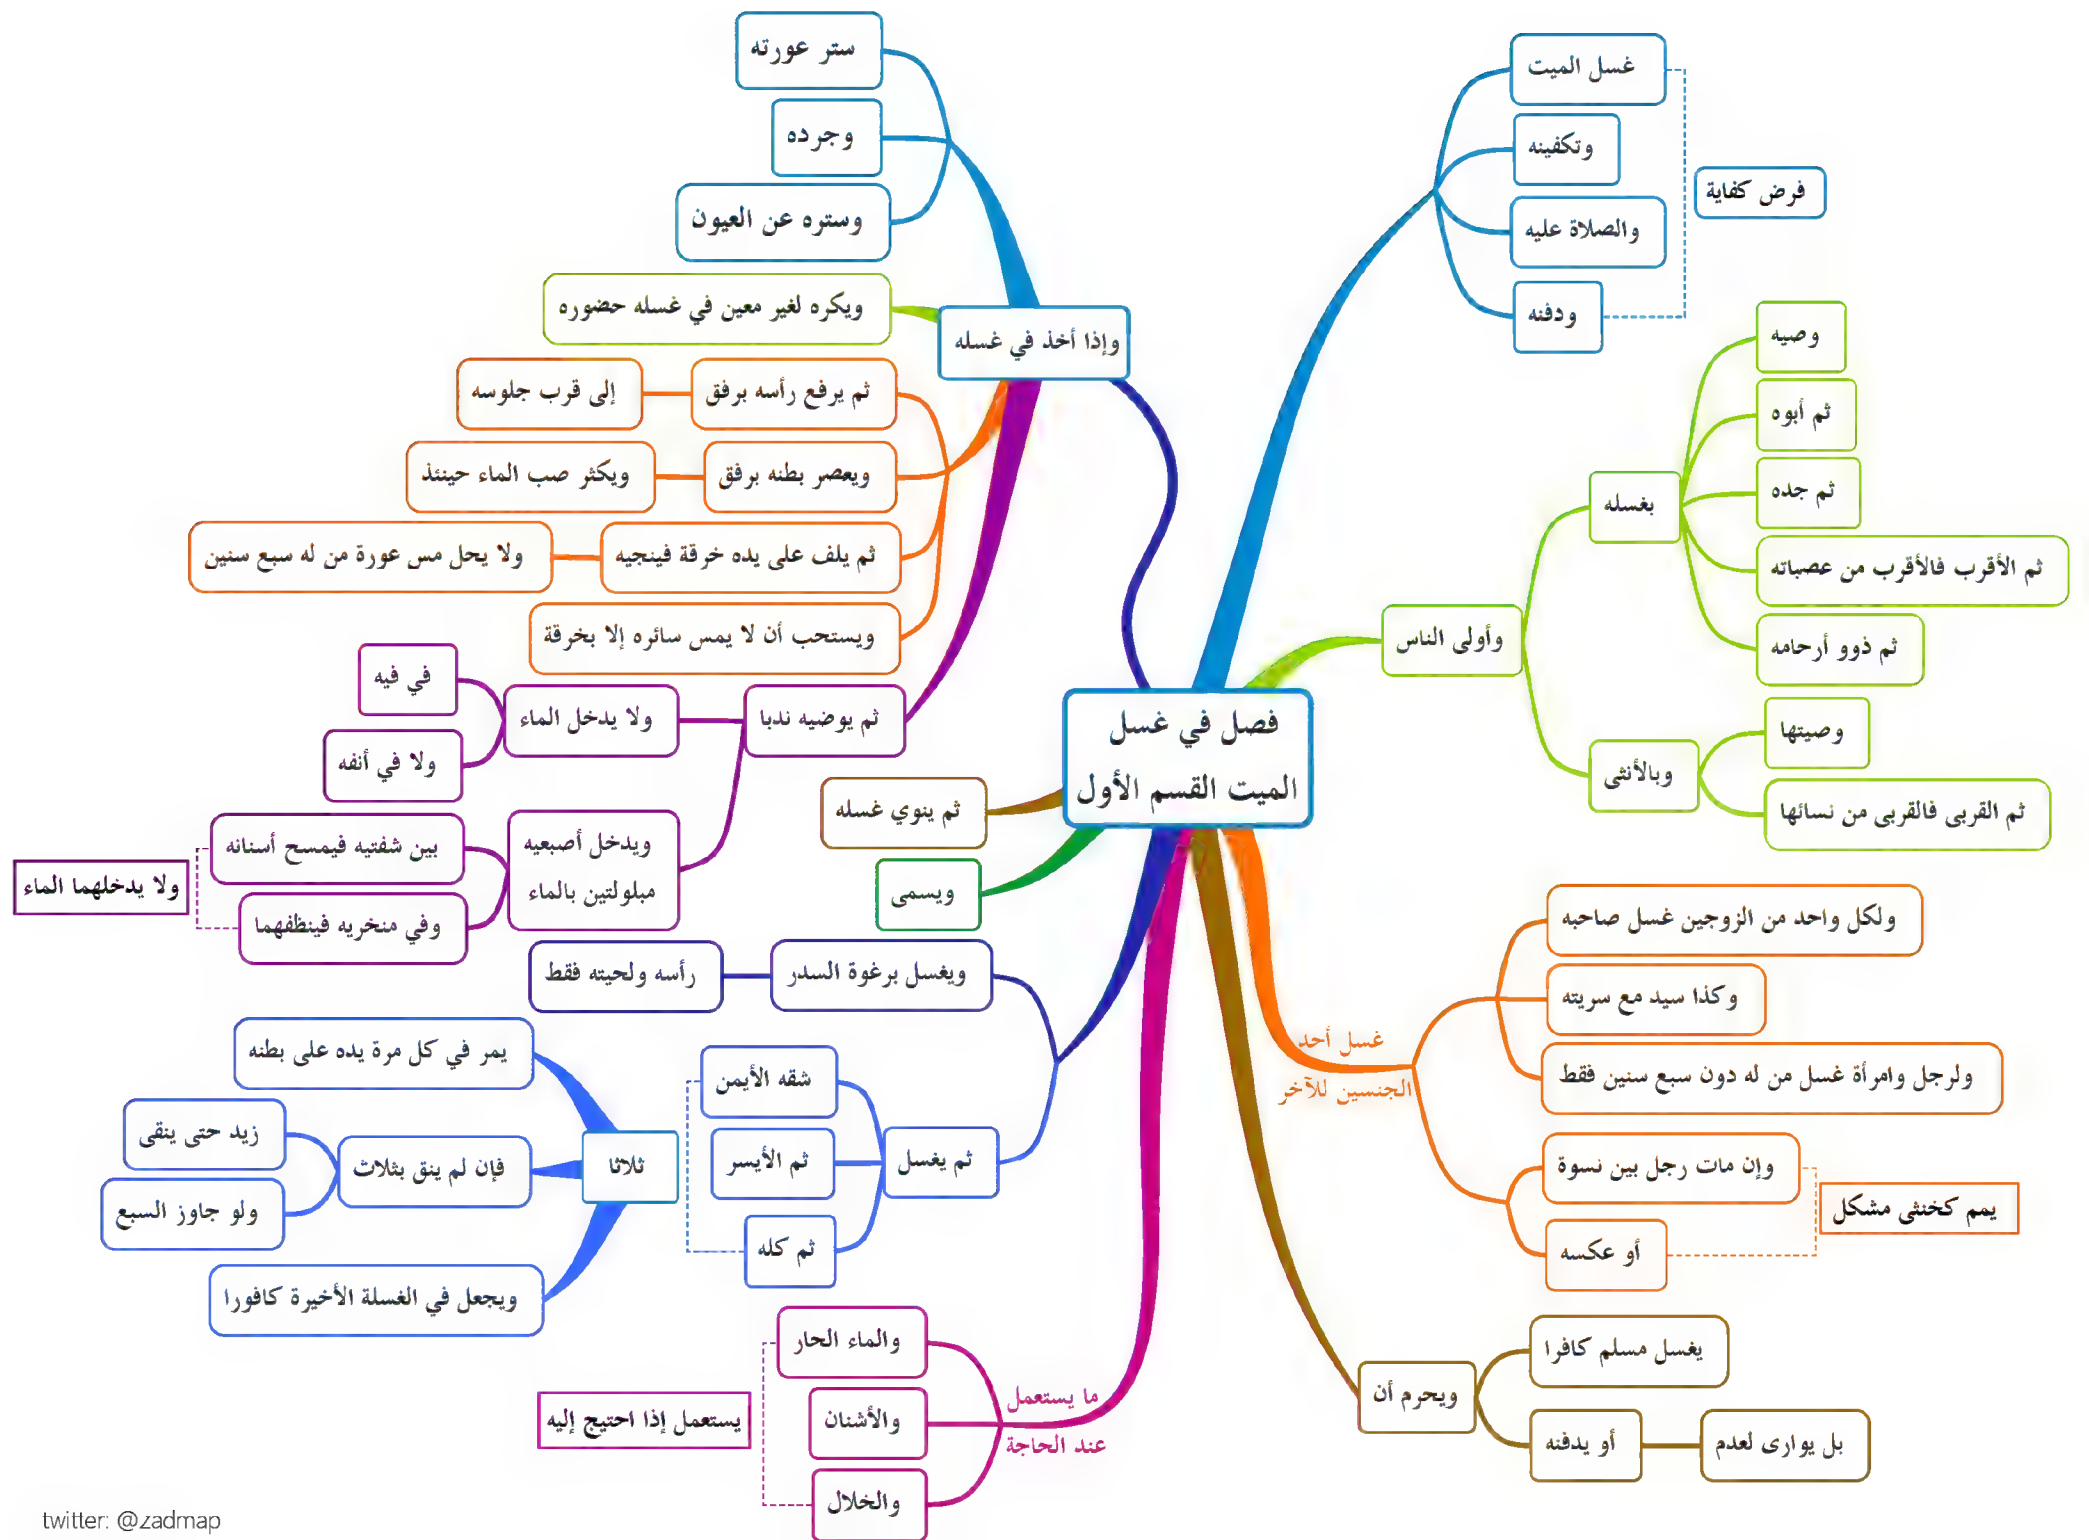 فصل في غسل
الميت القسم الأول
غسل الميت
وتكفينه
والصلاة عليه
ودفنه
فرض كفاية
وأولى الناس
بغسله
وصيه
ثم أبوه
ثم جده
ثم الأقرب فالأقرب من عصباته
ثم ذوو أرحامه
وبالأنثى
وصيتها
ثم القربى فالقربى من نسائها
غسل أحد
الجنسين للآخر
ولكل واحد من الزوجين غسل صاحبه
وكذا سيد مع سريته
ولرجل وامرأة غسل من له دون سبع سنين فقط
وإن مات رجل بين نسوة
أو عكسه
يمم كخنثى مشكل
ويحرم أن
يغسل مسلم كافرا
أو يدفنه
بل يوارى لعدم
وإذا أخذ في غسله
ستر عورته
وجرده
وستره عن العيون
ويكره لغير معين في غسله حضوره
ثم يرفع رأسه برفق
إلى قرب جلوسه
ويعصر بطنه برفق
ويكثر صب الماء حينئذ
ثم يلف على يده خرقة فينجيه
ولا يحل مس عورة من له سبع سنين
ويستحب أن لا يمس سائره إلا بخرقة
ثم يوضيه ندبا
ولا يدخل الماء
في فيه
ولا في أنفه
ويدخل أصبعيه
مبلولتين بالماء
بين شفتيه فيمسح أسنانه
وفي منخريه فينظفهما
ولا يدخلهما الماء
ثم ينوي غسله
ويسمى
ويغسل برغوة السدر
رأسه ولحيته فقط
ثم يغسل
شقه الأيمن
ثم الأيسر
ثم كله
ثلاثا
يمر في كل مرة يده على بطنه
فإن لم ينق بثلاث
زيد حتى ينقى
ولو جاوز السبع
ويجعل في الغسلة الأخيرة كافورا
ما يستعمل
عند الحاجة
والماء الحار
والأشنان
والخلال
يستعمل إذا احتيج إليه
twitter: @zadmap